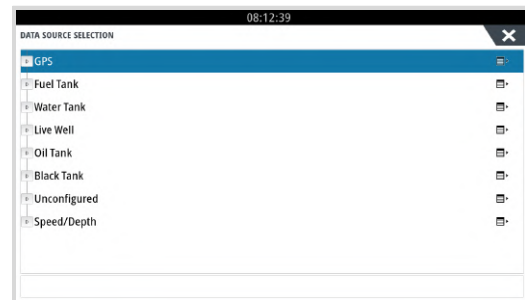 08:12:39
DATA SOURCE SELECTION
GPS
Fuel Tank
Water Tank
Live Well
Oil Tank
Black Tank
Unconfigured
Speed/Depth